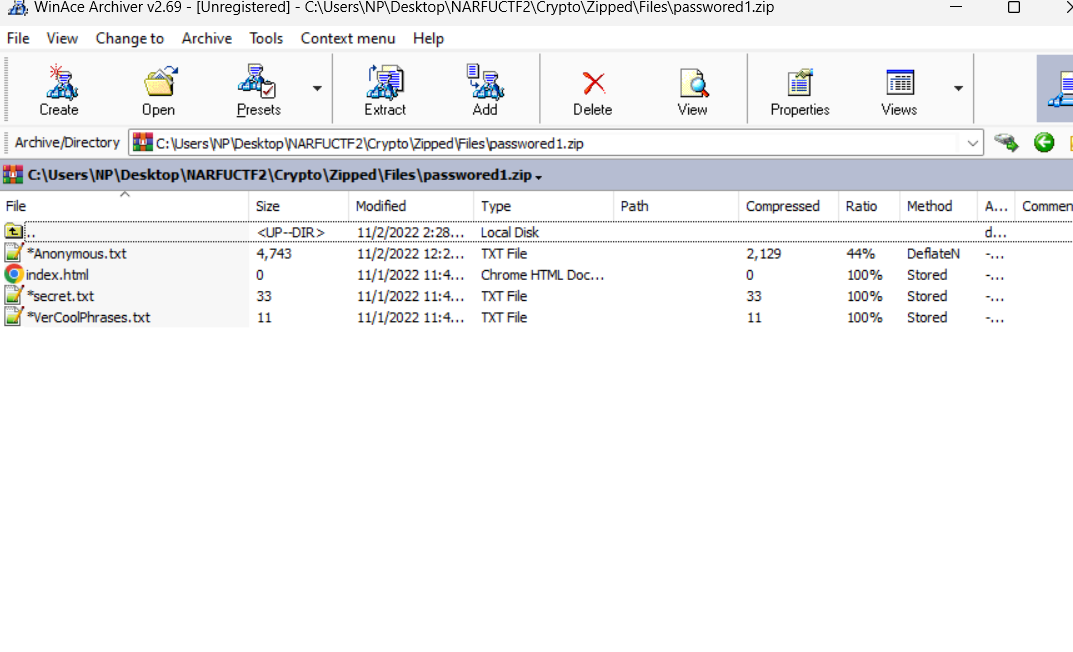 WinAce Archiver v2.69 - [Unregistered] - C:\Users\NP\Desktop\NARFUCTF2\Crypto\Zipped\Files\passwored1.zip
File View Change to Archive Tools Context menu Help
Create Open Presets Extract Add Delete View Properties Views
Archive/Directory C:\Users\NP\Desktop\NARFUCTF2\Crypto\Zipped\Files\passwored1.zip
C:\Users\NP\Desktop\NARFUCTF2\Crypto\Zipped\Files\passwored1.zip
File Size Modified Type Path Compressed Ratio Method A... Commen
.. <UP--DIR> 11/2/2022 2:28... Local Disk d...
*Anonymous.txt 4,743 11/2/2022 12:2... TXT File 2,129 44% DeflateN -...
index.html 0 11/1/2022 11:4... Chrome HTML Doc... 0 100% Stored -...
*secret.txt 33 11/1/2022 11:4... TXT File 33 100% Stored -...
*VerCoolPhrases.txt 11 11/1/2022 11:4... TXT File 11 100% Stored -...